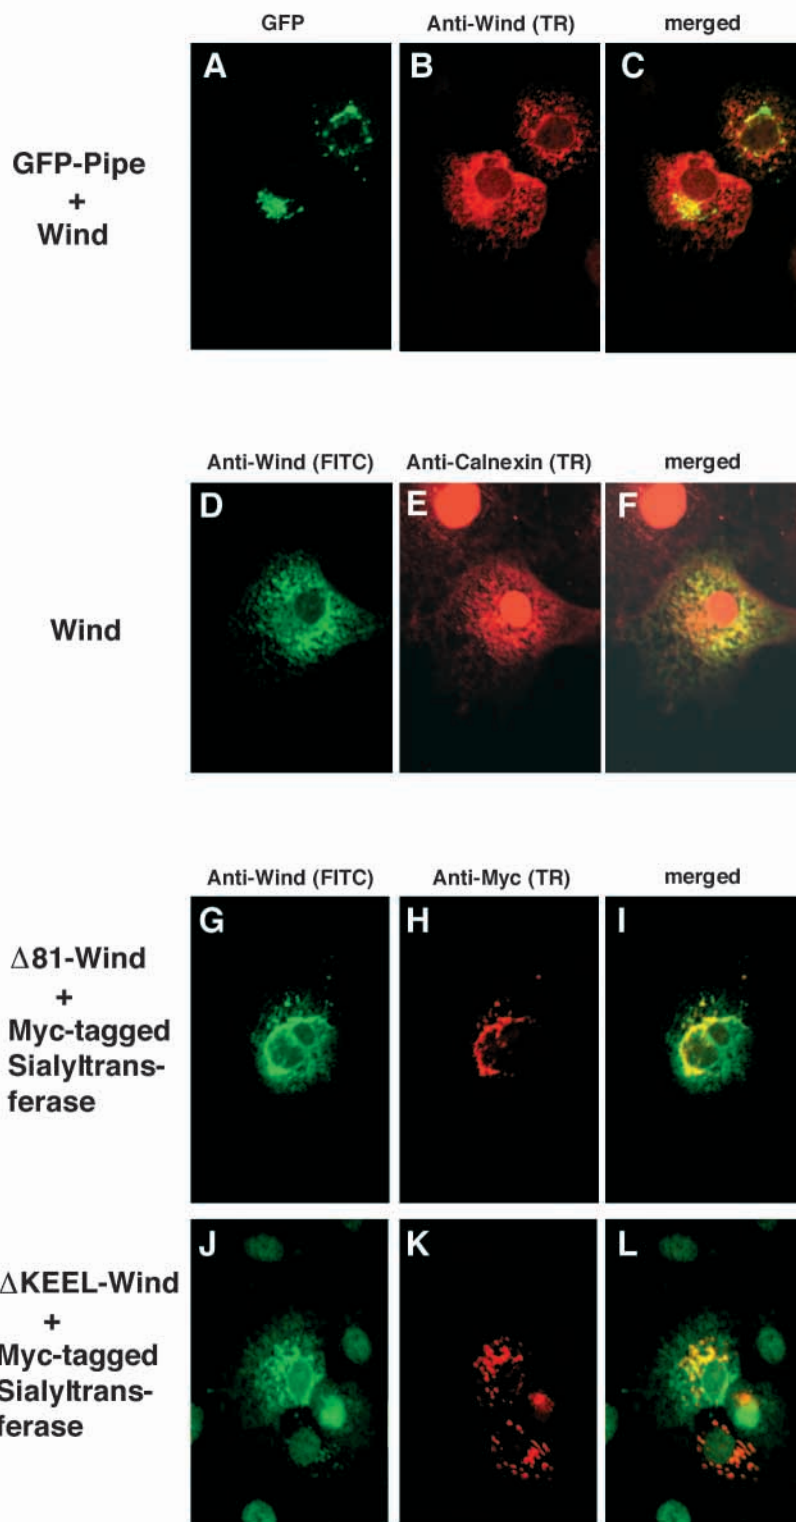 GFP
Anti-Wind (TR)
merged
GFP-Pipe
+
Wind
A
B
C
Anti-Wind (FITC)
Anti-Calnexin (TR)
merged
Wind
D
E
F
Anti-Wind (FITC)
Anti-Myc (TR)
merged
Δ81-Wind
+
Myc-tagged
Sialyltrans-
ferase
G
H
I
ΔKEEL-Wind
+
Myc-tagged
Sialyltrans-
ferase
J
K
L